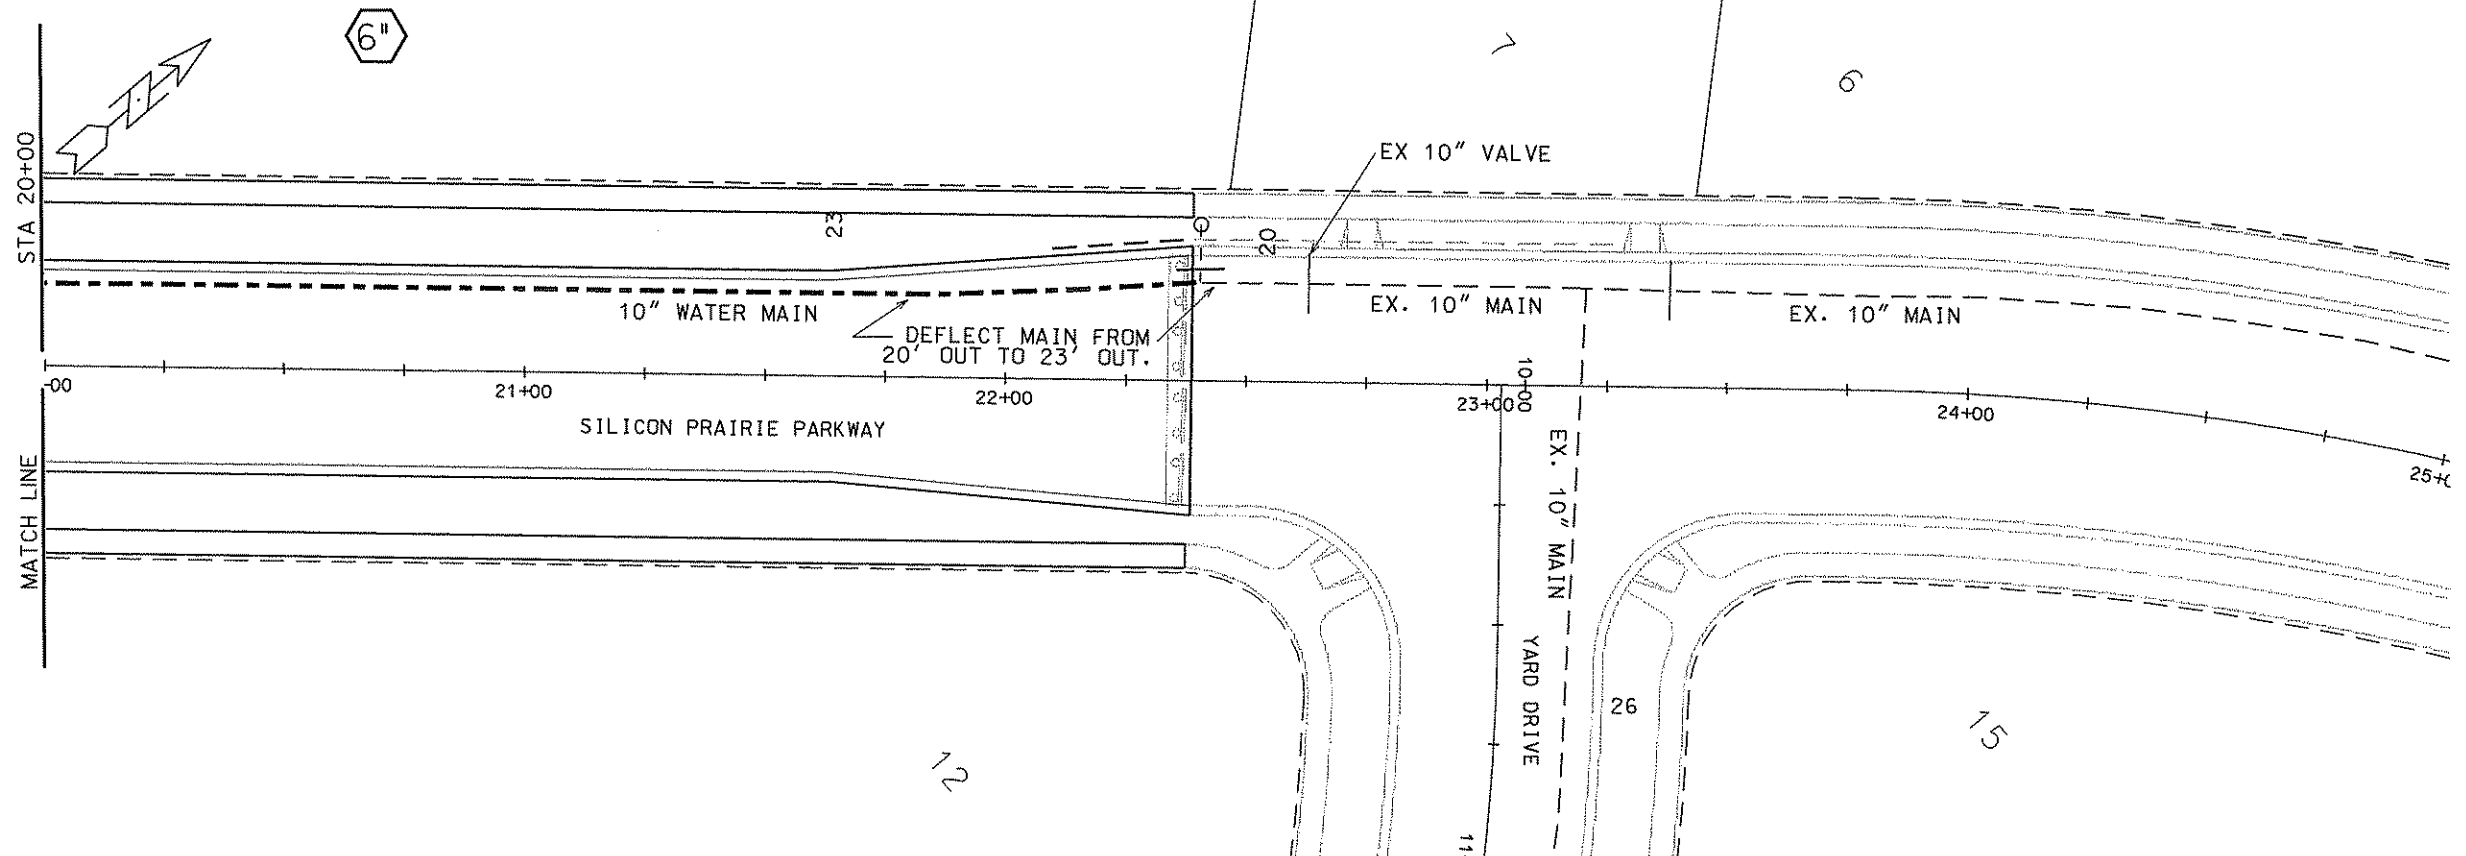 6"
N
7
6
STA 20+00
MATCH LINE
EX 10" VALVE
23
20
10" WATER MAIN
DEFLECT MAIN FROM
20' OUT TO 23' OUT.
EX. 10" MAIN
EX. 10" MAIN
-00
21+00
22+00
23+00
24+00
10+00
SILICON PRAIRIE PARKWAY
EX. 10" MAIN
YARD DRIVE
26
12
15
11